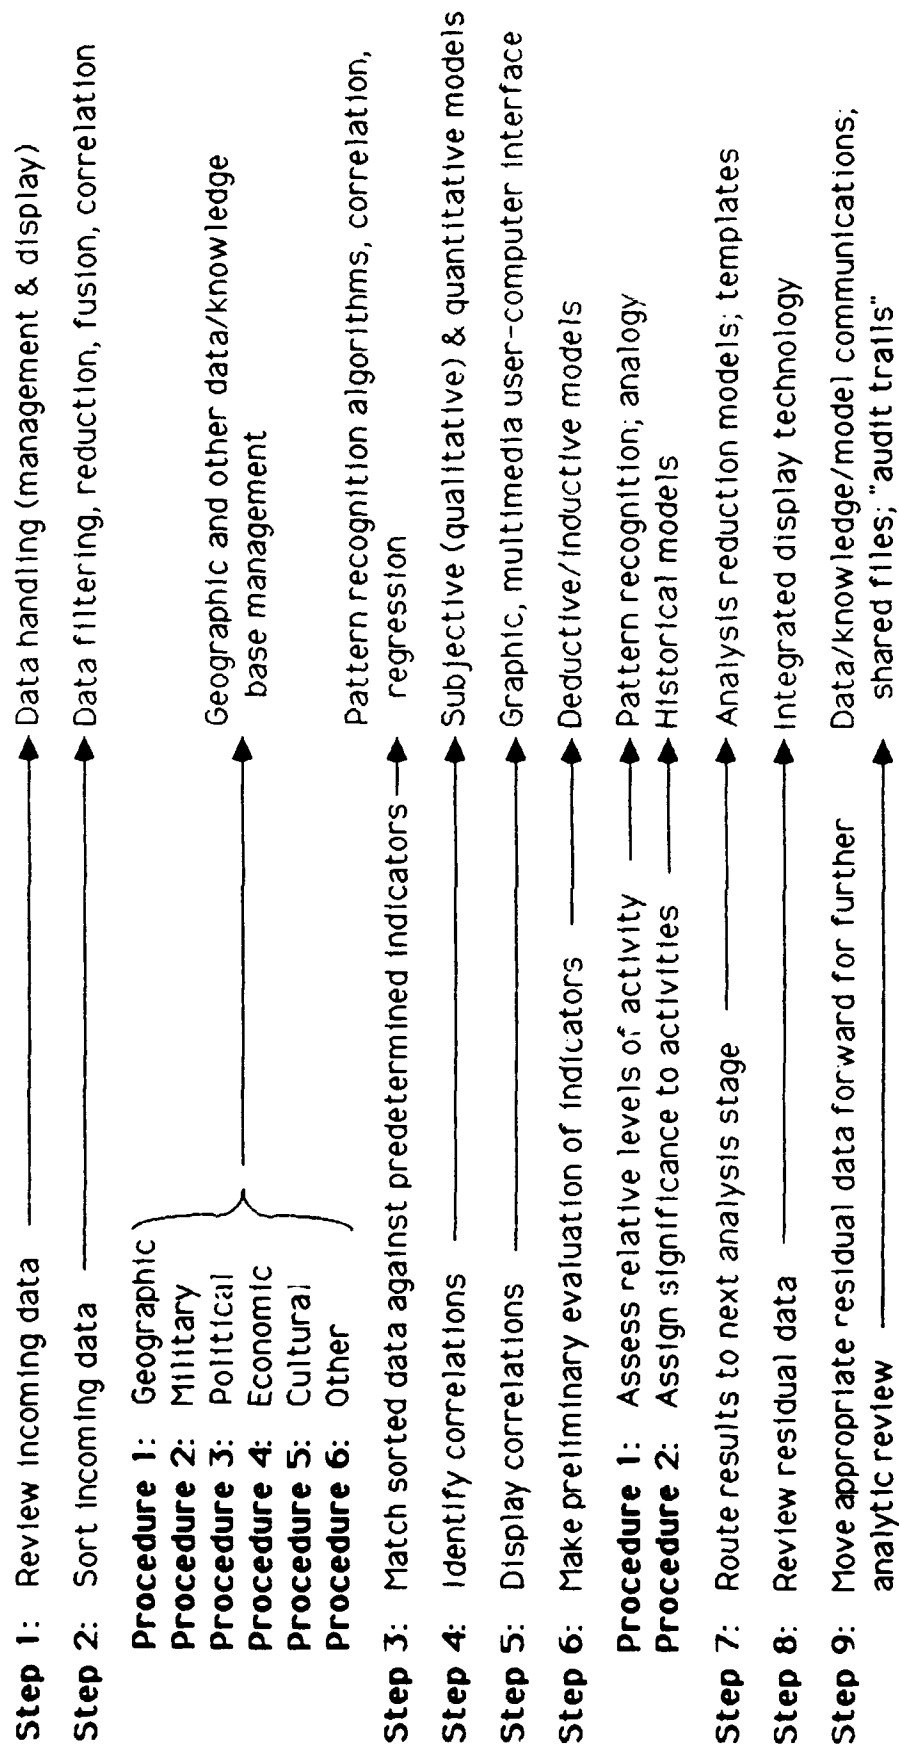 Step 1: Review incoming data Data handling (management & display)
Step 2: Sort incoming data Data filtering, reduction, fusion, correlation
Procedure 1: Geographic
Procedure 2: Military
Procedure 3: Political Geographic and other data/knowledge
Procedure 4: Economic base management
Procedure 5: Cultural
Procedure 6: Other
Pattern recognition algorithms, correlation,
Step 3: Match sorted data against predetermined indicators regression
Step 4: Identify correlations Subjective (qualitative) & quantitative models
Step 5: Display correlations Graphic, multimedia user-computer interface
Step 6: Make preliminary evaluation of indicators Deductive/inductive models
Procedure 1: Assess relative levels of activity Pattern recognition; analogy
Procedure 2: Assign significance to activities Historical models
Step 7: Route results to next analysis stage Analysis reduction models; templates
Step 8: Review residual data Integrated display technology
Step 9: Move appropriate residual data forward for further Data/knowledge/model communications;
analytic review shared files; "audit trails"